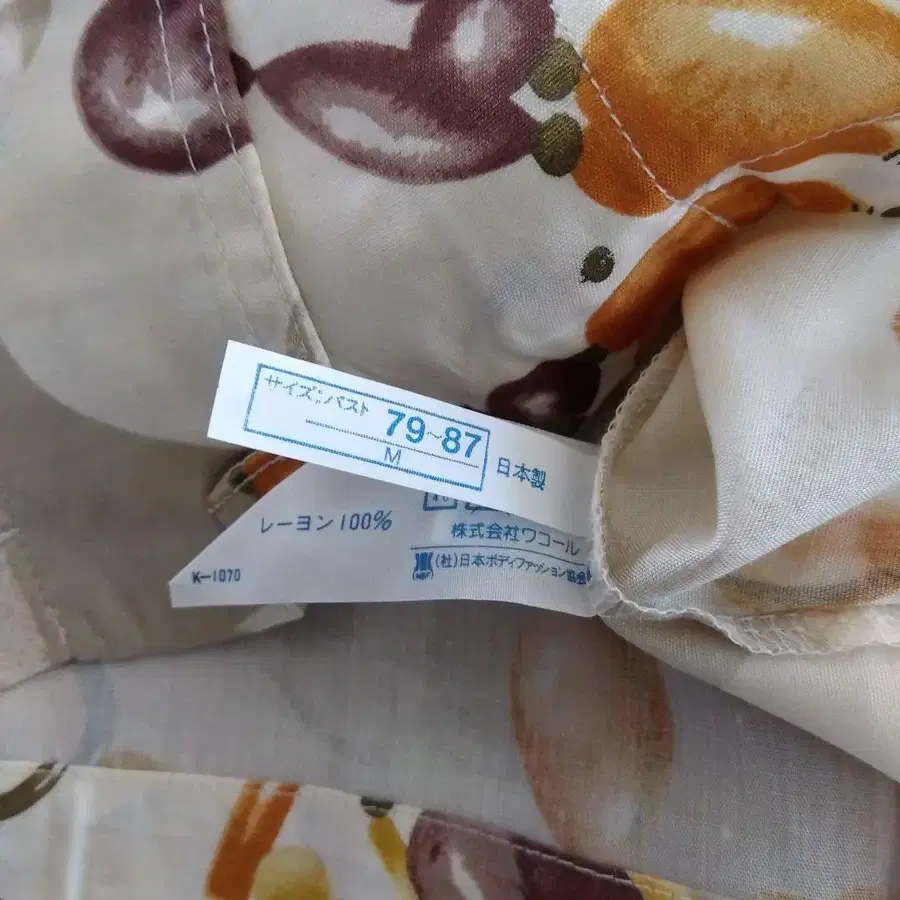 サイズ;バスト
79~87
M
日本製
レーヨン100%
株式会社ワコール
(社)日本ボディファッション協会
K-1070